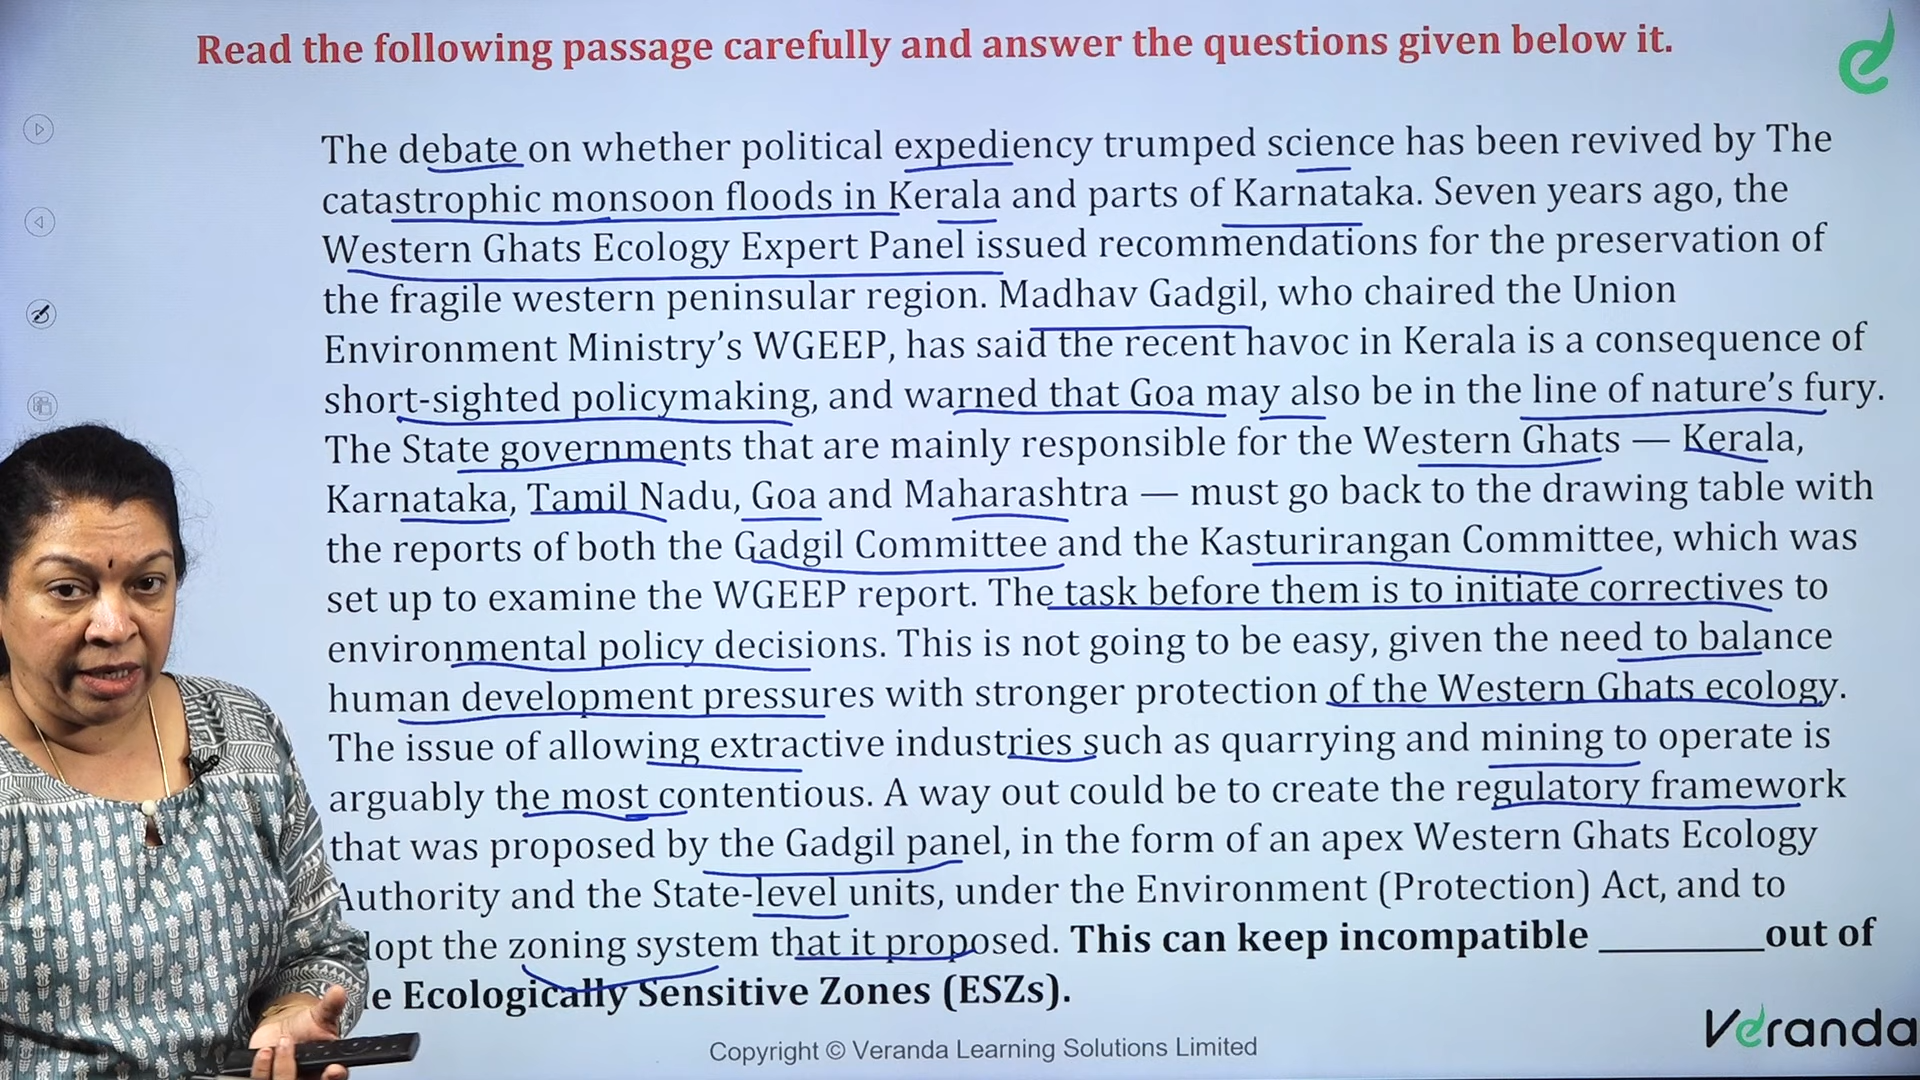 Read the following passage carefully and answer the questions given below it.
The debate on whether political expediency trumped science has been revived by The
catastrophic monsoon floods in Kerala and parts of Karnataka. Seven years ago, the
Western Ghats Ecology Expert Panel issued recommendations for the preservation of
the fragile western peninsular region. Madhav Gadgil, who chaired the Union
Environment Ministry’s WGEEP, has said the recent havoc in Kerala is a consequence of
short-sighted policymaking, and warned that Goa may also be in the line of nature’s fury.
The State governments that are mainly responsible for the Western Ghats — Kerala,
Karnataka, Tamil Nadu, Goa and Maharashtra — must go back to the drawing table with
the reports of both the Gadgil Committee and the Kasturirangan Committee, which was
set up to examine the WGEEP report. The task before them is to initiate correctives to
environmental policy decisions. This is not going to be easy, given the need to balance
human development pressures with stronger protection of the Western Ghats ecology.
The issue of allowing extractive industries such as quarrying and mining to operate is
arguably the most contentious. A way out could be to create the regulatory framework
that was proposed by the Gadgil panel, in the form of an apex Western Ghats Ecology
Authority and the State-level units, under the Environment (Protection) Act, and to
dopt the zoning system that it proposed. This can keep incompatible _________out of
e Ecologically Sensitive Zones (ESZs).
Veranda
Copyright © Veranda Learning Solutions Limited